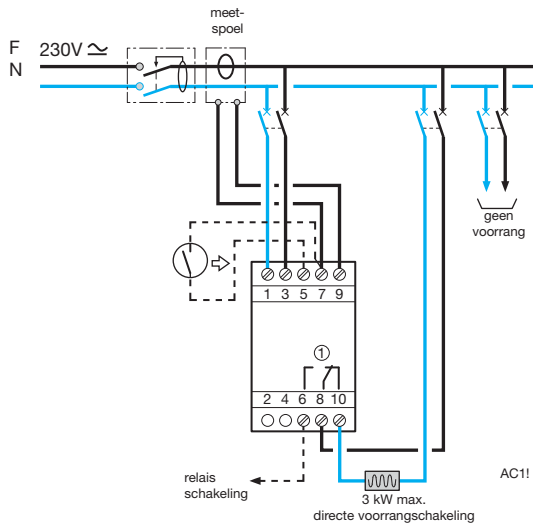 meet-
spoel
F
230V ≃
N
geen
voorrang
1 3 5 7 9
①
2 4 6 8 10
relais
schakeling
AC1!
3 kW max.
directe voorrangschakeling